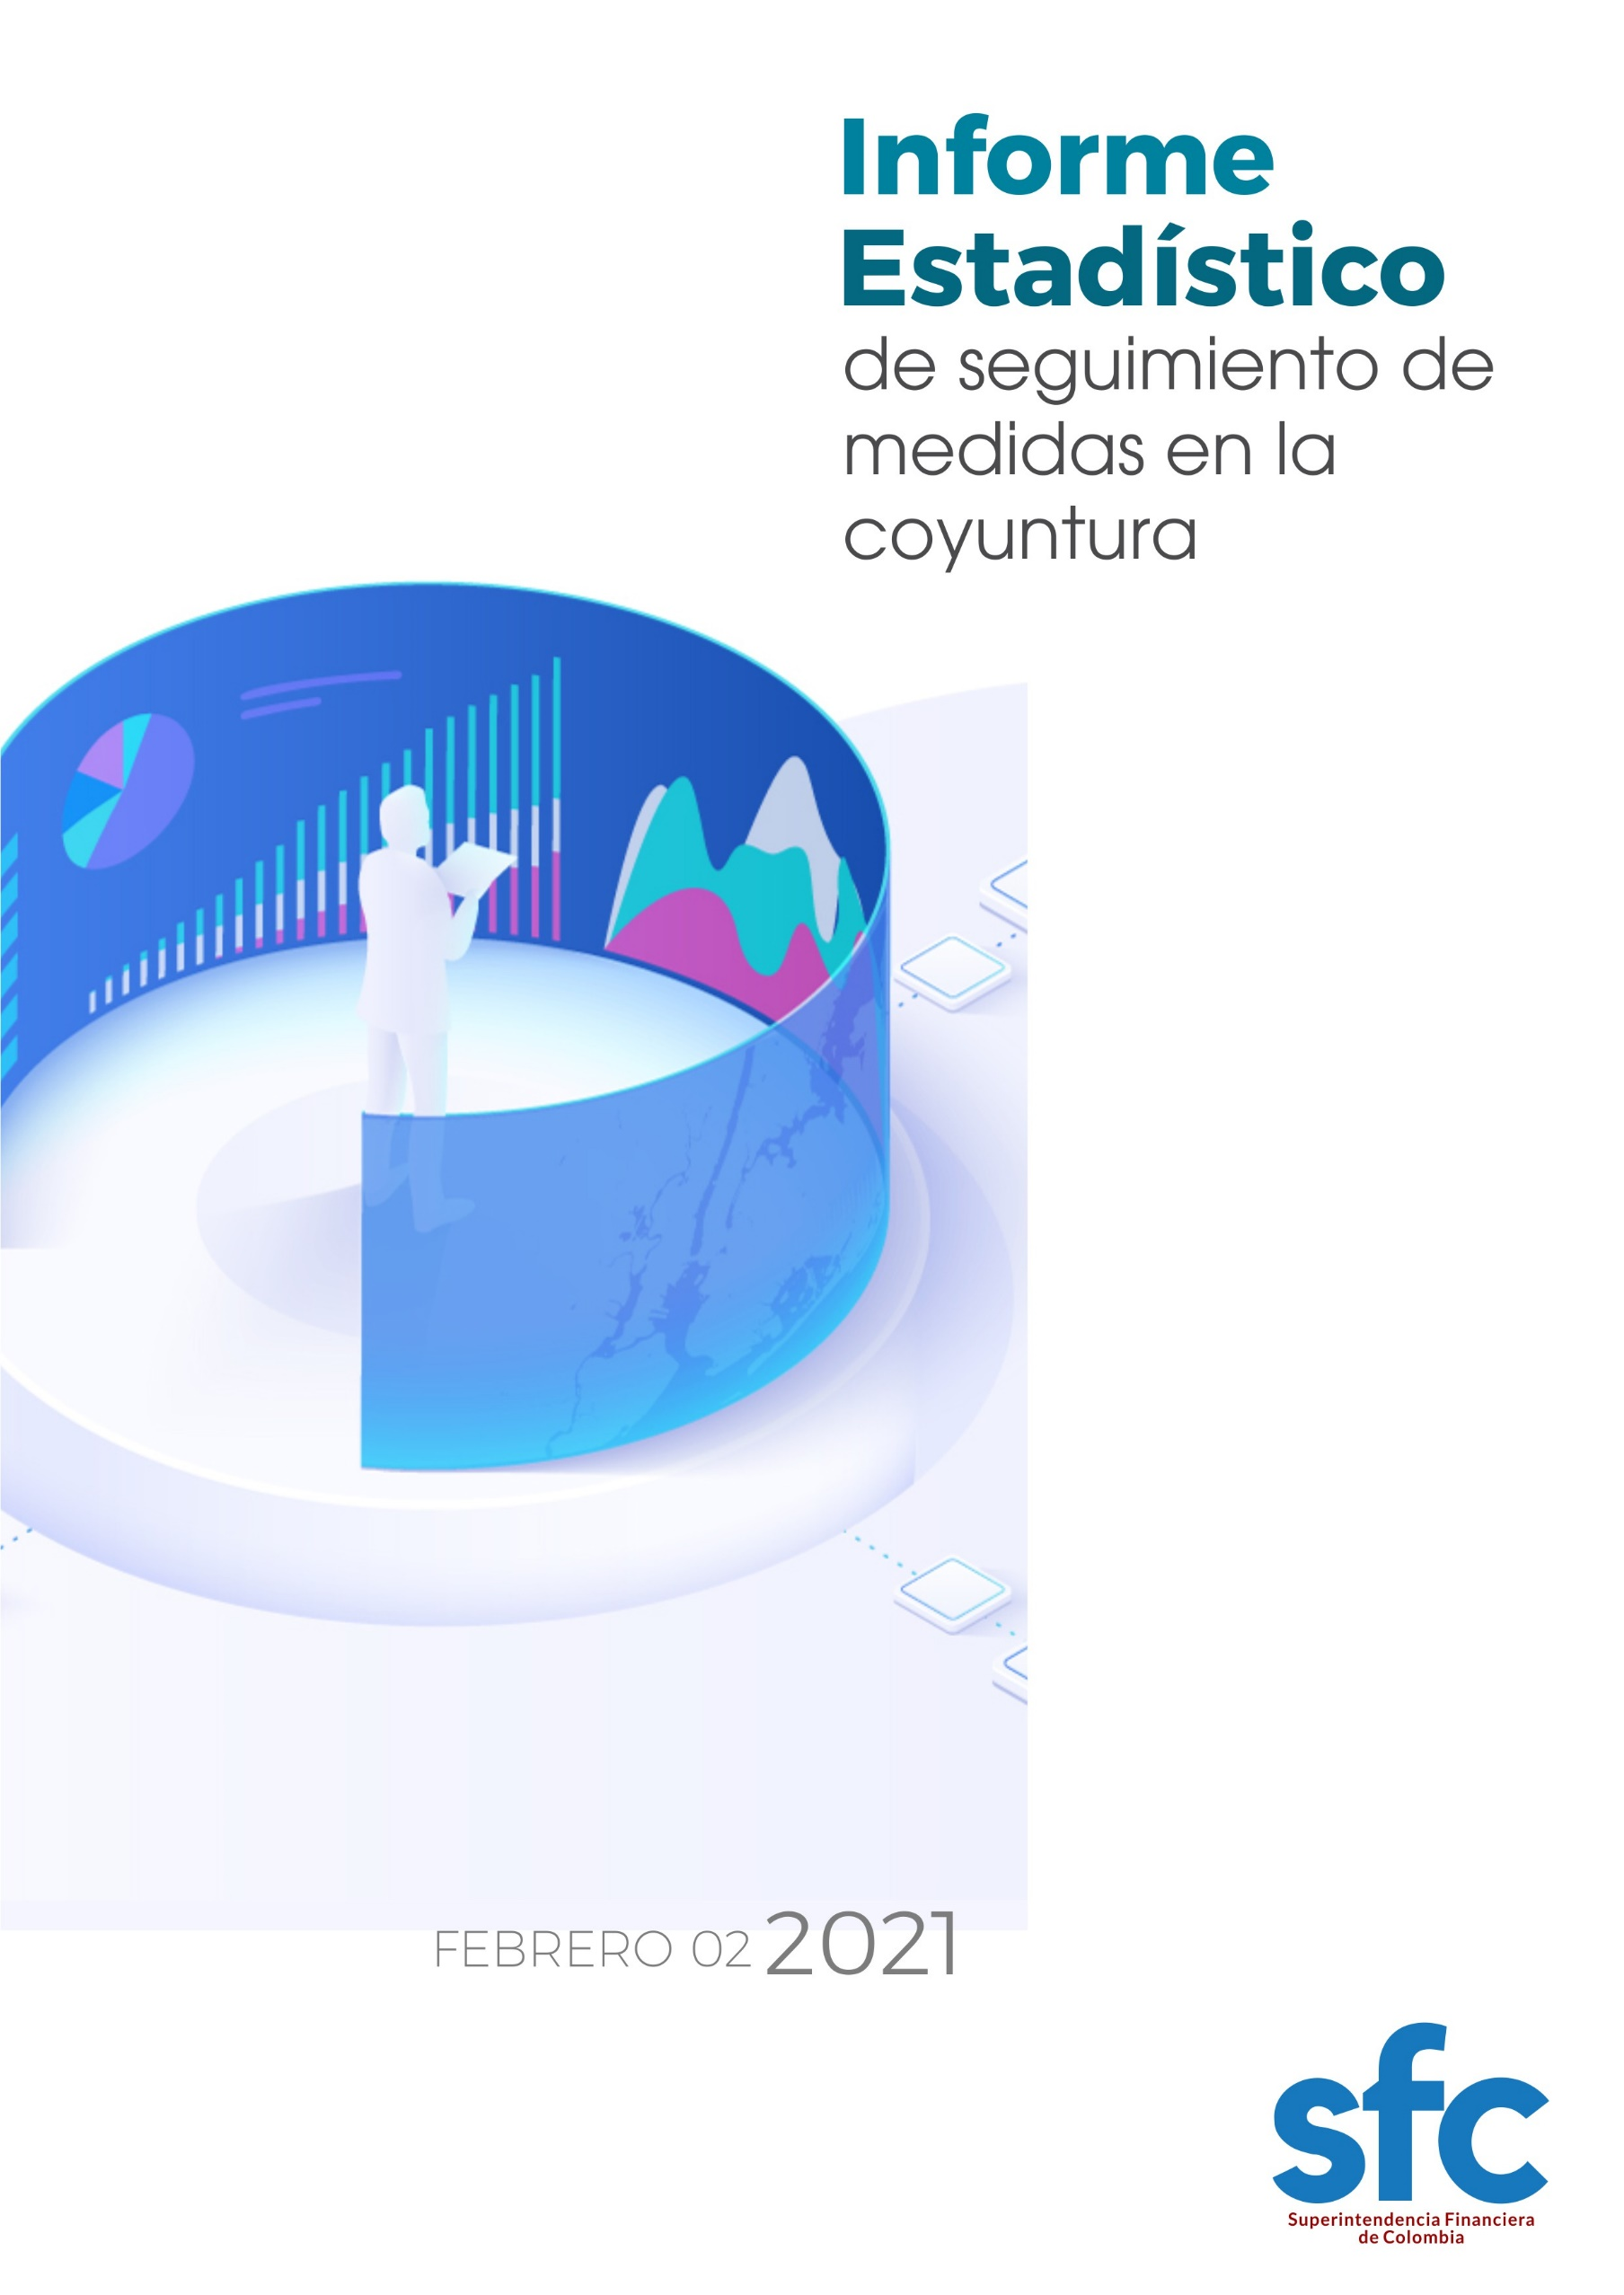 Informe
Estadístico
de seguimiento de
medidas en la
coyuntura
FEBRERO 02 2021
sfc
Superintendencia Financiera
de Colombia